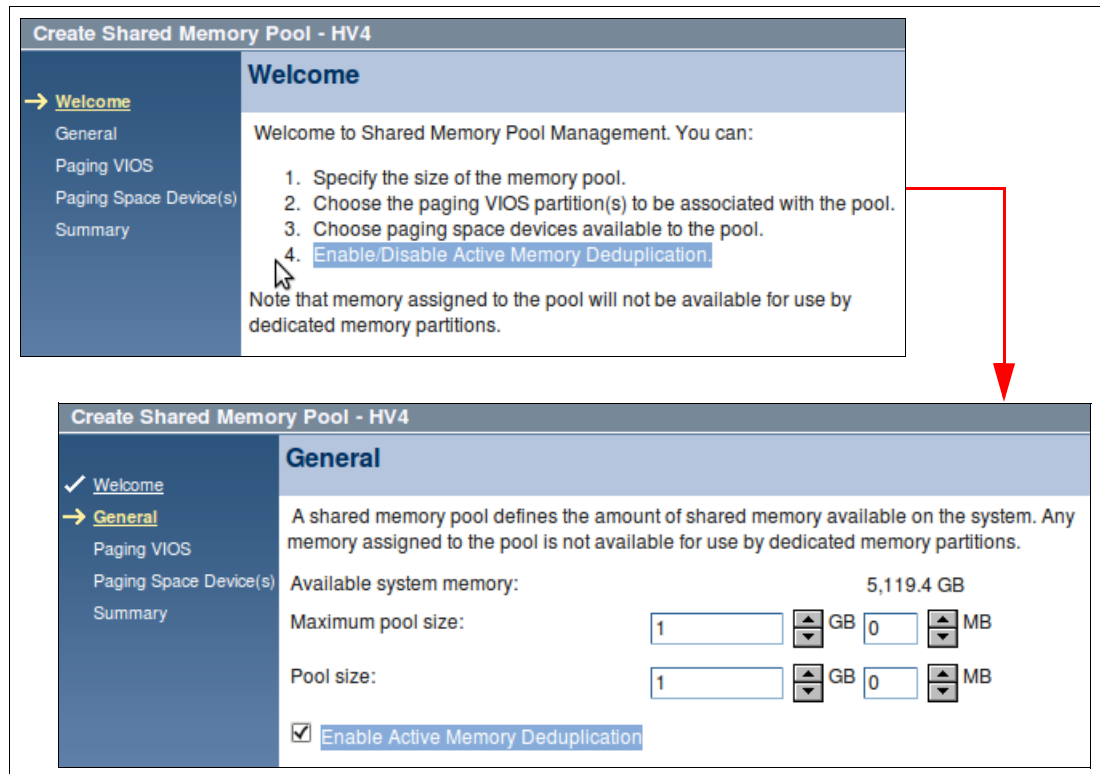 Create Shared Memory Pool - HV4
Welcome
Welcome
General
Paging VIOS
Paging Space Device(s)
Summary
Welcome to Shared Memory Pool Management. You can:
1. Specify the size of the memory pool.
2. Choose the paging VIOS partition(s) to be associated with the pool.
3. Choose paging space devices available to the pool.
4. Enable/Disable Active Memory Deduplication.
Note that memory assigned to the pool will not be available for use by
dedicated memory partitions.
Create Shared Memory Pool - HV4
General
Welcome
General
Paging VIOS
Paging Space Device(s)
Summary
A shared memory pool defines the amount of shared memory available on the system. Any
memory assigned to the pool is not available for use by dedicated memory partitions.
Available system memory: 5,119.4 GB
Maximum pool size: 1 GB 0 MB
Pool size: 1 GB 0 MB
Enable Active Memory Deduplication